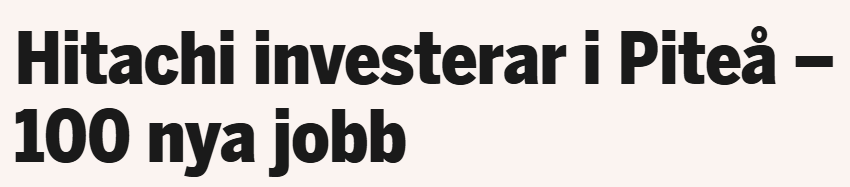 Hitachi investerar i Piteå –
100 nya jobb